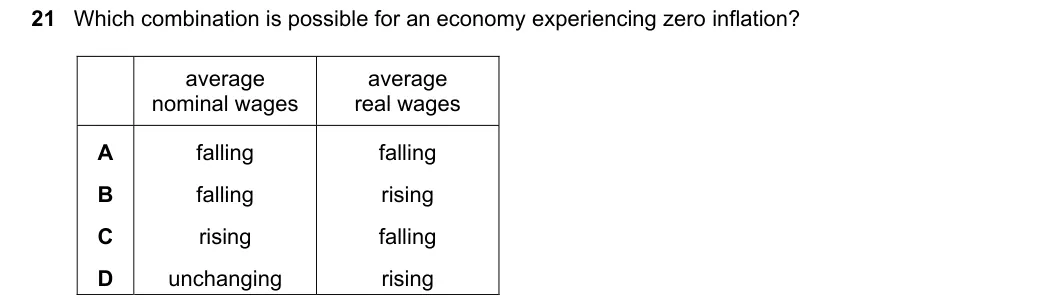 21 Which combination is possible for an economy experiencing zero inflation?
average nominal wages average real wages
A falling falling
B falling rising
C rising falling
D unchanging rising